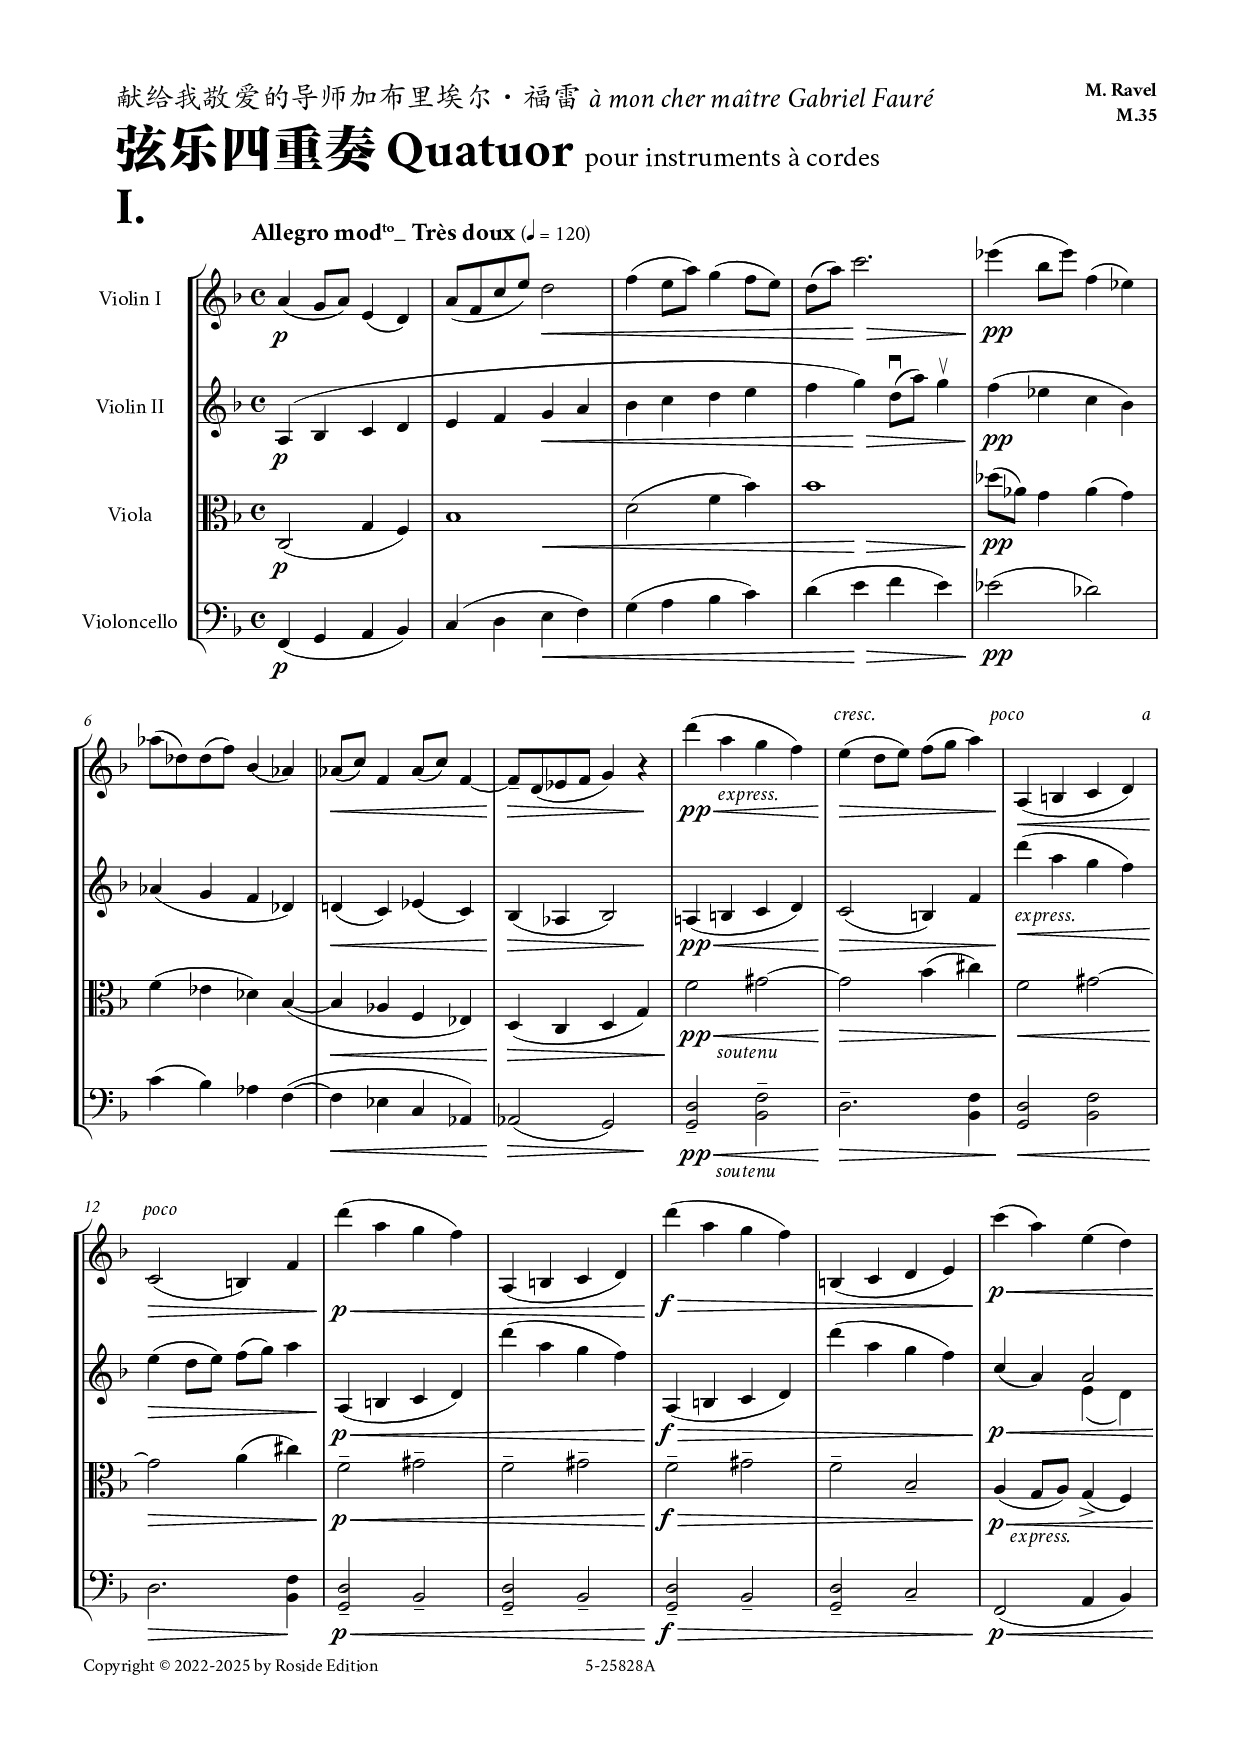 献给我敬爱的导师加布里埃尔·福雷 à mon cher maître Gabriel Fauré
M. Ravel
M.35
弦乐四重奏 Quatuor pour instruments à cordes
I.
Allegro modto_ Très doux (♩ = 120)
Violin I
p
pp
Violin II
p
pp
Viola
p
pp
Violoncello
p
pp
6
cresc. poco a
pp express.
pp
express.
pp
soutenu
pp
soutenu
12
poco
p f p
p f p
p f p
express.
p f p
Copyright © 2022-2025 by Roside Edition
5-25828A